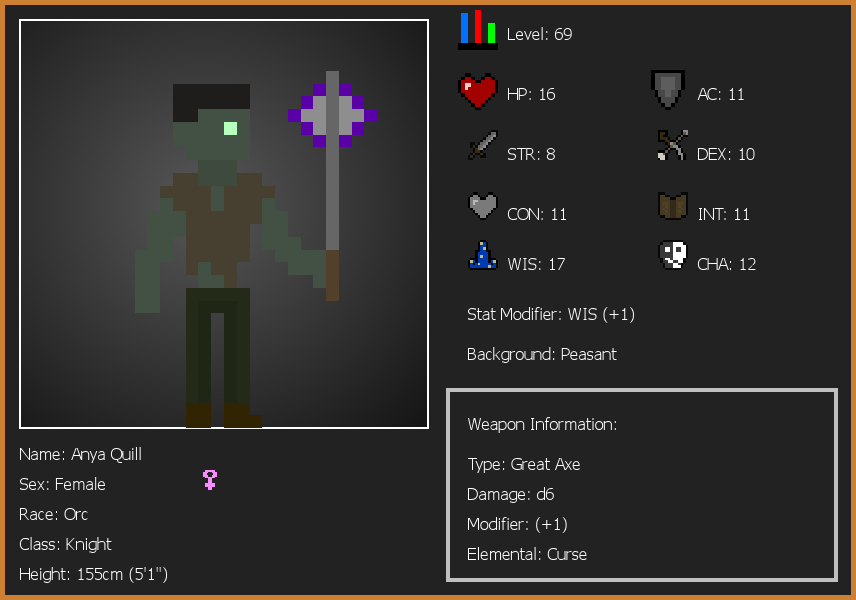 Level: 69
HP: 16
AC: 11
STR: 8
DEX: 10
CON: 11
INT: 11
WIS: 17
CHA: 12
Stat Modifier: WIS (+1)
Background: Peasant
Weapon Information:
Type: Great Axe
Damage: d6
Modifier: (+1)
Elemental: Curse
Name: Anya Quill
Sex: Female
Race: Orc
Class: Knight
Height: 155cm (5'1")